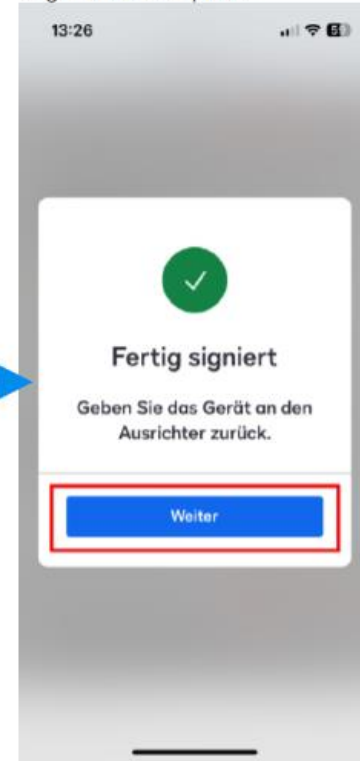 13:26
Fertig signiert
Geben Sie das Gerät an den
Ausrichter zurück.
Weiter